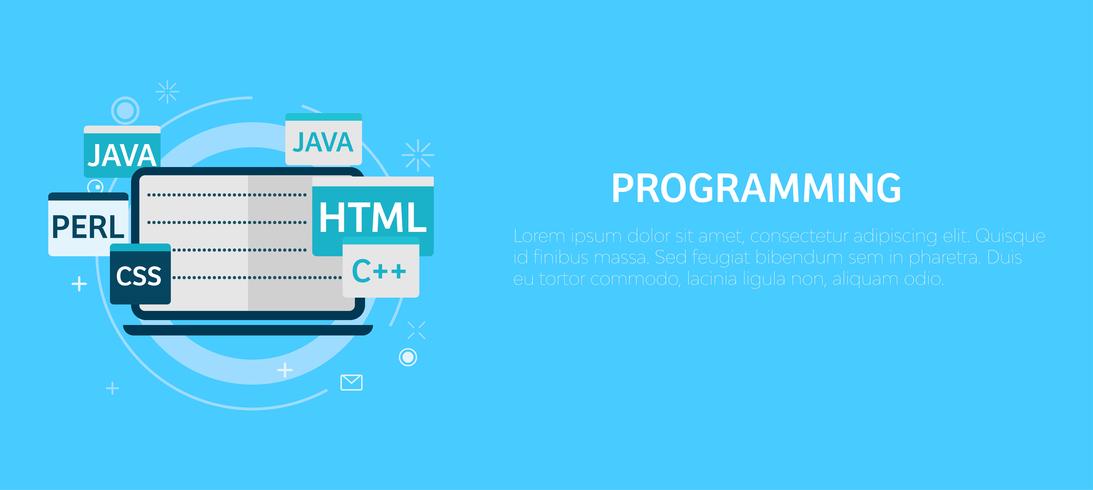 JAVA
JAVA
PERL
HTML
CSS
C++
PROGRAMMING
Lorem ipsum dolor sit amet, consectetur adipiscing elit. Quisque
id finibus massa. Sed feugiat bibendum sem in pharetra. Duis
eu tortor commodo, lacinia ligula non, aliquam odio.